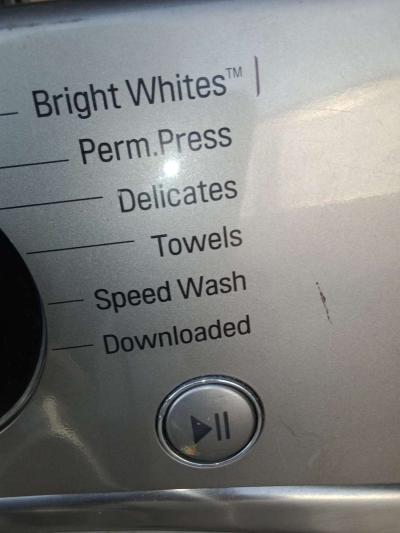 Bright Whites™
Perm.Press
Delicates
Towels
Speed Wash
Downloaded